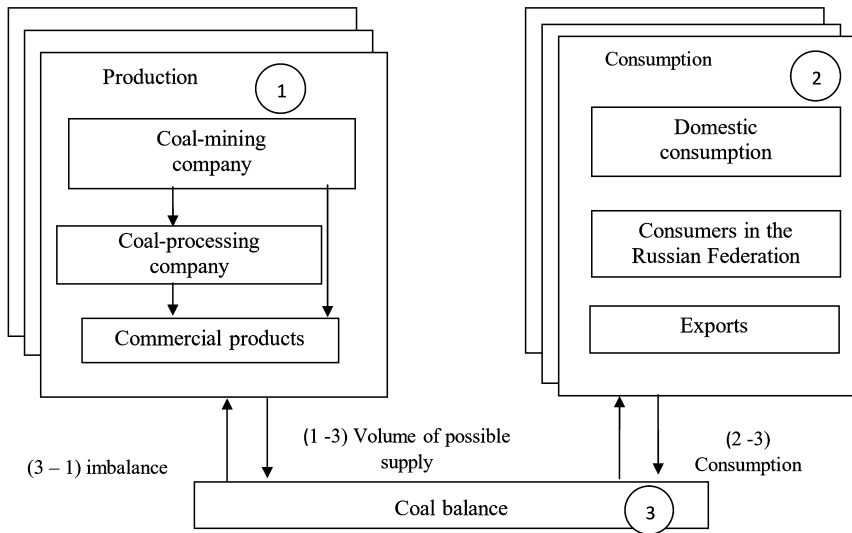 Production
1
Coal-mining
company
Coal-processing
company
Commercial products
Consumption
2
Domestic
consumption
Consumers in the
Russian Federation
Exports
(3 – 1) imbalance
(1 -3) Volume of possible
supply
(2 -3)
Consumption
Coal balance
3